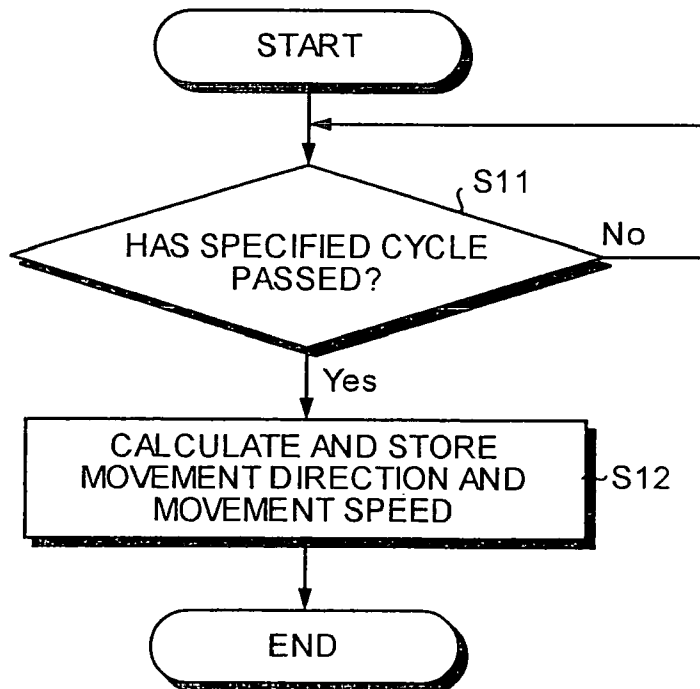 START
S11
HAS SPECIFIED CYCLE
PASSED?
No
Yes
CALCULATE AND STORE
MOVEMENT DIRECTION AND
MOVEMENT SPEED
S12
END